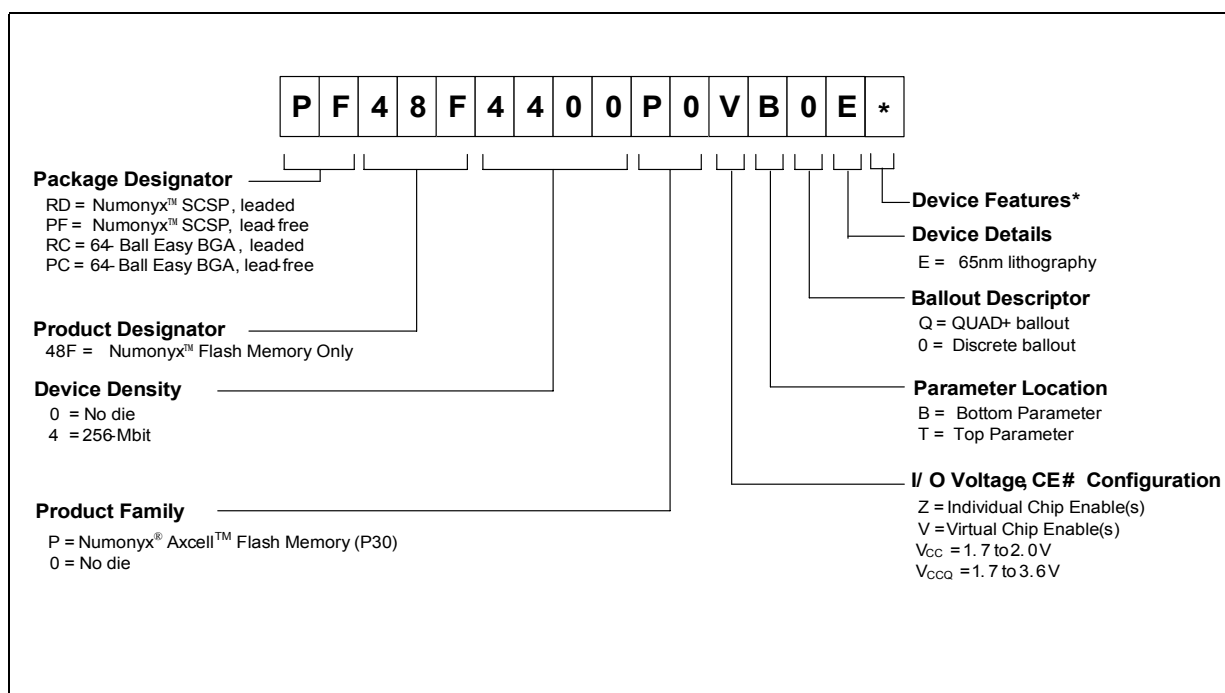 P F 4 8 F 4 4 0 0 P 0 V B 0 E *
Package Designator
RD = Numonyx™ SCSP, leaded
PF = Numonyx™ SCSP, lead-free
RC = 64- Ball Easy BGA, leaded
PC = 64- Ball Easy BGA, lead-free
Product Designator
48F = Numonyx™ Flash Memory Only
Device Density
0 = No die
4 = 256-Mbit
Product Family
P = Numonyx® Axcell™ Flash Memory (P30)
0 = No die
Device Features*
Device Details
E = 65nm lithography
Ballout Descriptor
Q = QUAD+ ballout
0 = Discrete ballout
Parameter Location
B = Bottom Parameter
T = Top Parameter
I/ O Voltage, CE# Configuration
Z = Individual Chip Enable(s)
V = Virtual Chip Enable(s)
VCC = 1. 7 to 2. 0 V
VCCQ = 1. 7 to 3. 6 V